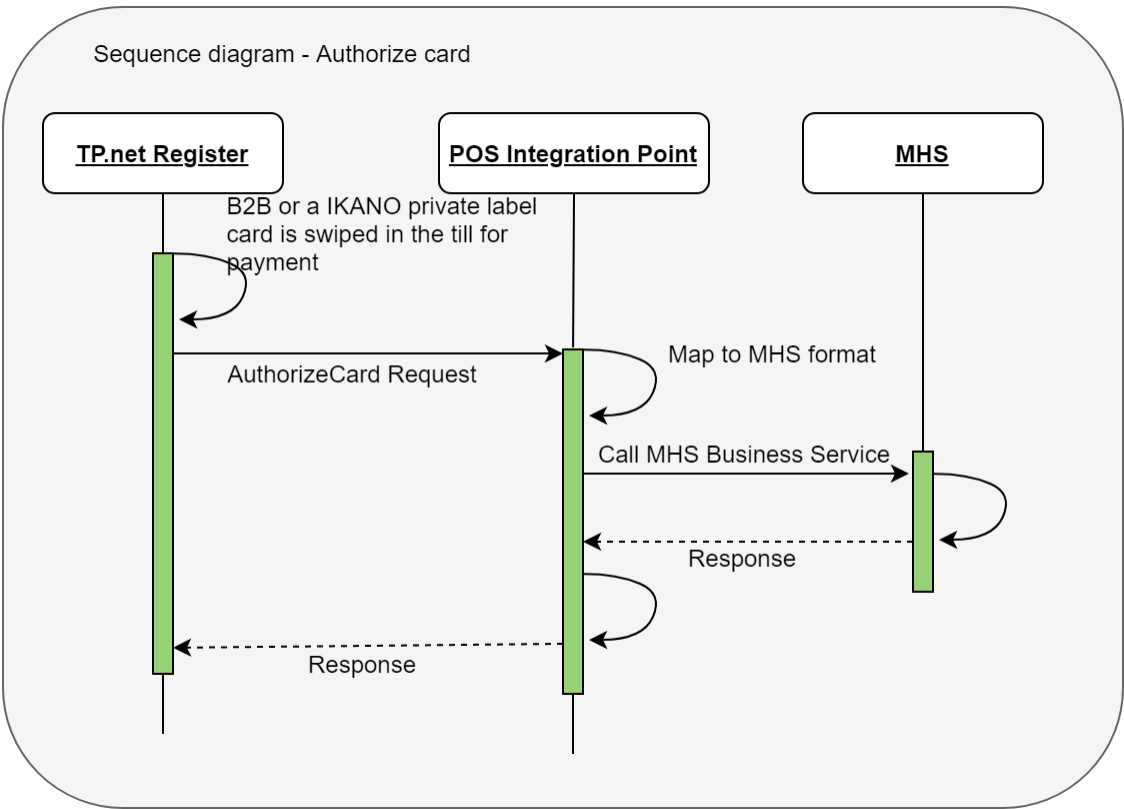 Sequence diagram - Authorize card
TP.net Register
POS Integration Point
MHS
B2B or a IKANO private label
card is swiped in the till for
payment
Map to MHS format
AuthorizeCard Request
Call MHS Business Service
Response
Response